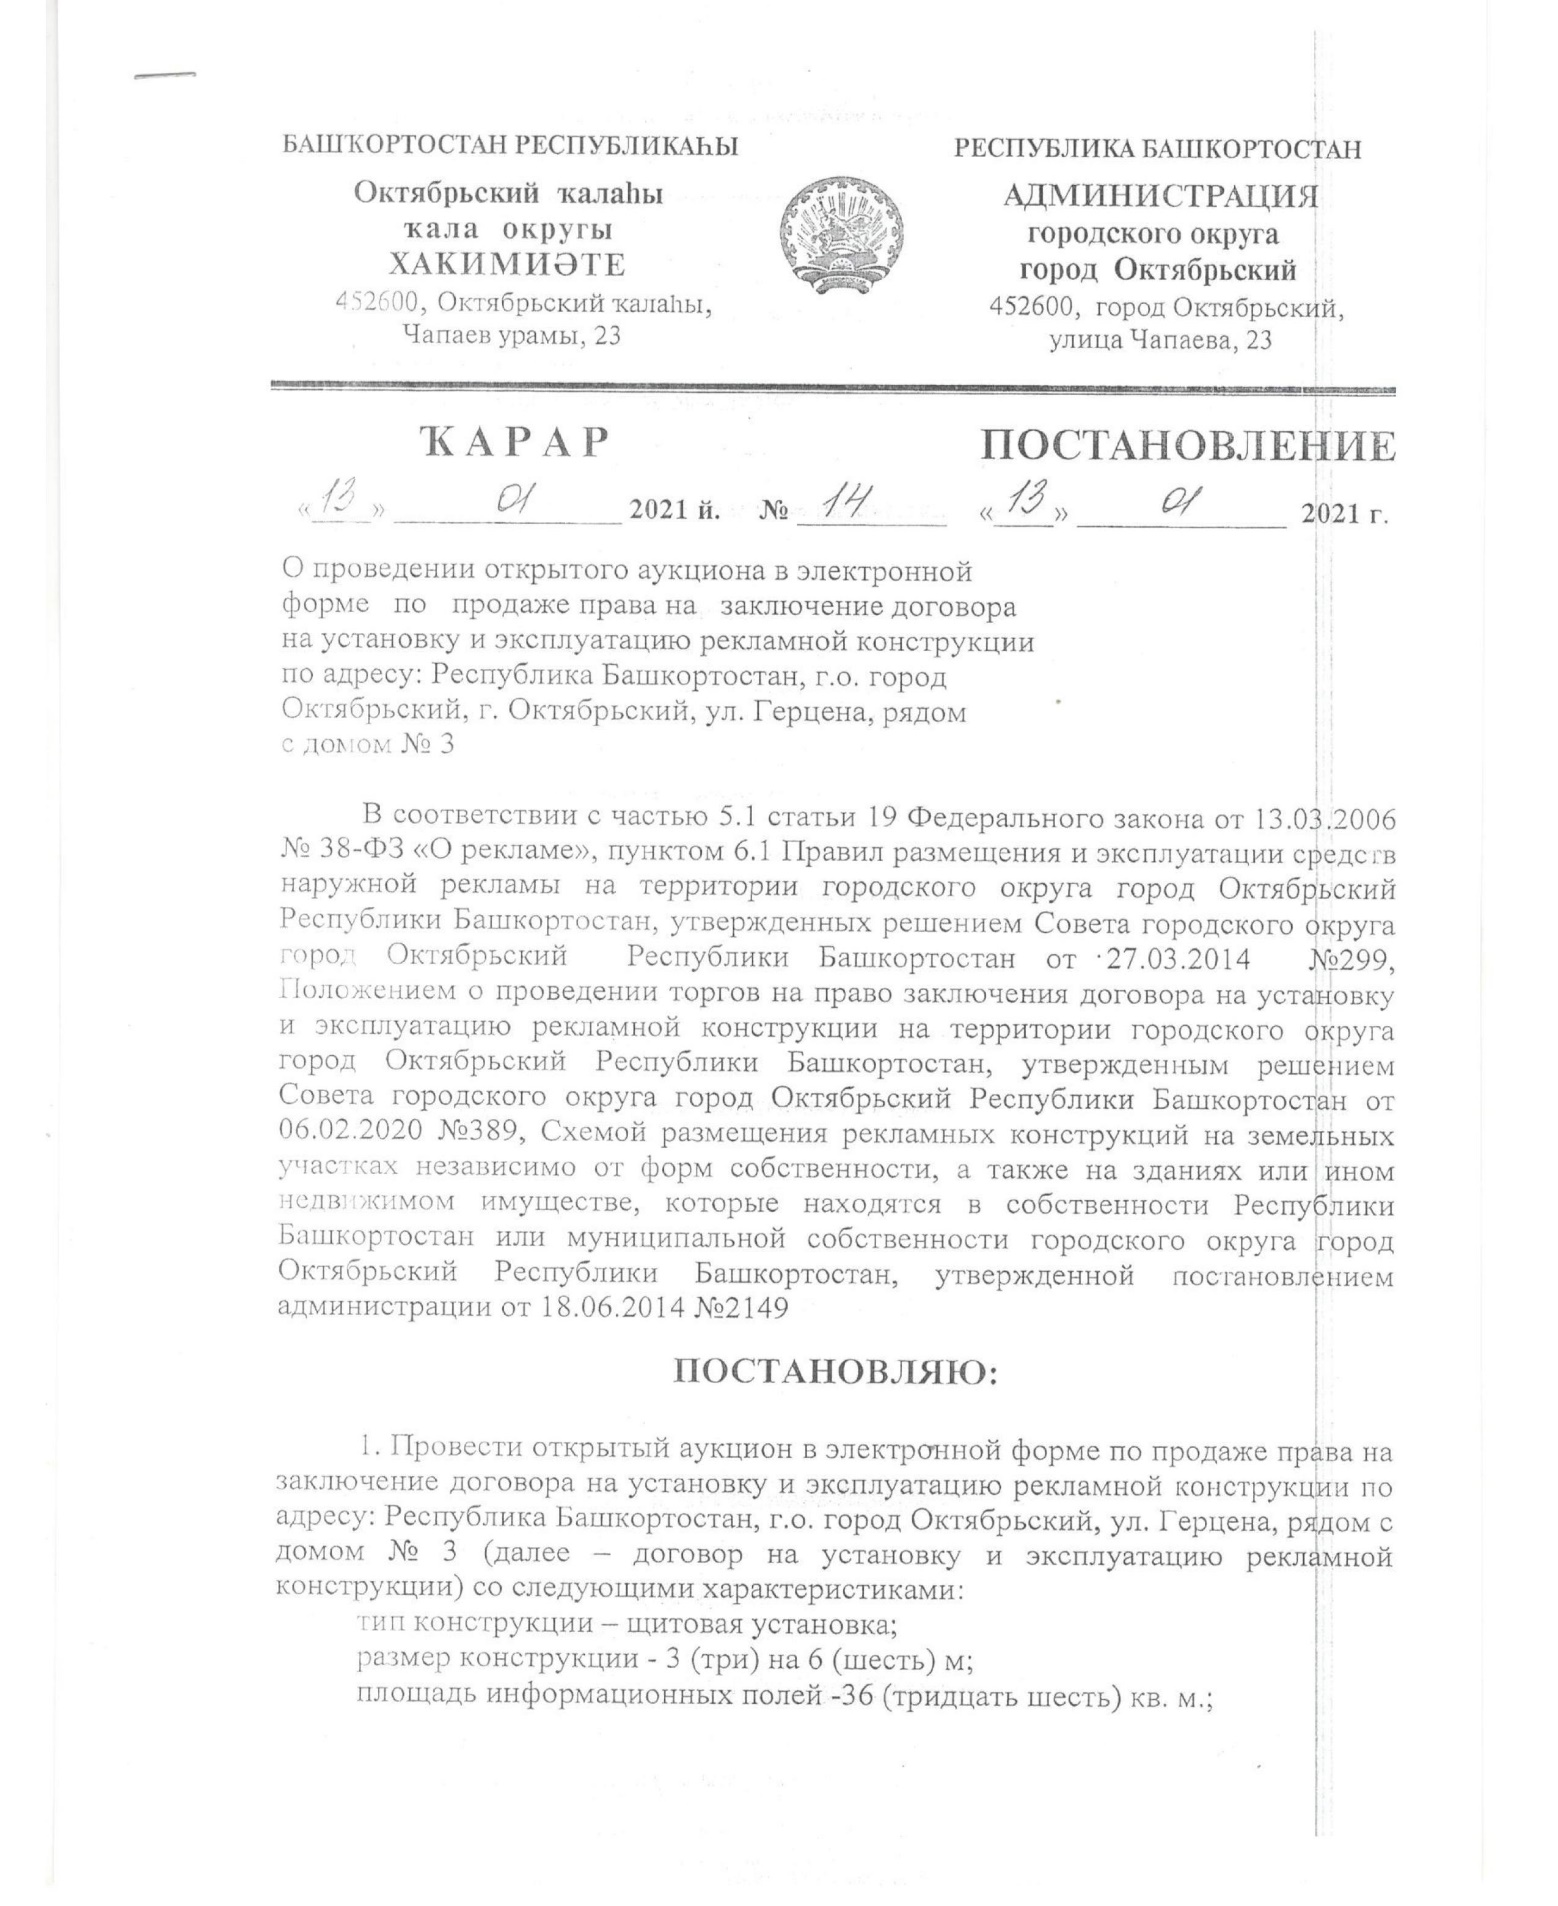 БАШҠОРТОСТАН РЕСПУБЛИКАҺЫ
Октябрьский ҡалаһы
ҡала округы
ХАКИМИӘТЕ
452600, Октябрьский ҡалаһы,
Чапаев урамы, 23
РЕСПУБЛИКА БАШКОРТОСТАН
АДМИНИСТРАЦИЯ
городского округа
город Октябрьский
452600, город Октябрьский,
улица Чапаева, 23
ҠАРАР
ПОСТАНОВЛЕНИЕ
«13» 01 2021 й. № 14 «13» 01 2021 г.
О проведении открытого аукциона в электронной
форме по продаже права на заключение договора
на установку и эксплуатацию рекламной конструкции
по адресу: Республика Башкортостан, г.о. город
Октябрьский, г. Октябрьский, ул. Герцена, рядом
с домом № 3
В соответствии с частью 5.1 статьи 19 Федерального закона от 13.03.2006
№ 38-ФЗ «О рекламе», пунктом 6.1 Правил размещения и эксплуатации средств
наружной рекламы на территории городского округа город Октябрьский
Республики Башкортостан, утвержденных решением Совета городского округа
город Октябрьский Республики Башкортостан от 27.03.2014 №299,
Положением о проведении торгов на право заключения договора на установку
и эксплуатацию рекламной конструкции на территории городского округа
город Октябрьский Республики Башкортостан, утвержденным решением
Совета городского округа город Октябрьский Республики Башкортостан от
06.02.2020 №389, Схемой размещения рекламных конструкций на земельных
участках независимо от форм собственности, а также на зданиях или ином
недвижимом имуществе, которые находятся в собственности Республики
Башкортостан или муниципальной собственности городского округа город
Октябрьский Республики Башкортостан, утвержденной постановлением
администрации от 18.06.2014 №2149
ПОСТАНОВЛЯЮ:
1. Провести открытый аукцион в электронной форме по продаже права на
заключение договора на установку и эксплуатацию рекламной конструкции по
адресу: Республика Башкортостан, г.о. город Октябрьский, ул. Герцена, рядом с
домом № 3 (далее – договор на установку и эксплуатацию рекламной
конструкции) со следующими характеристиками:
тип конструкции – щитовая установка;
размер конструкции - 3 (три) на 6 (шесть) м;
площадь информационных полей -36 (тридцать шесть) кв. м.;